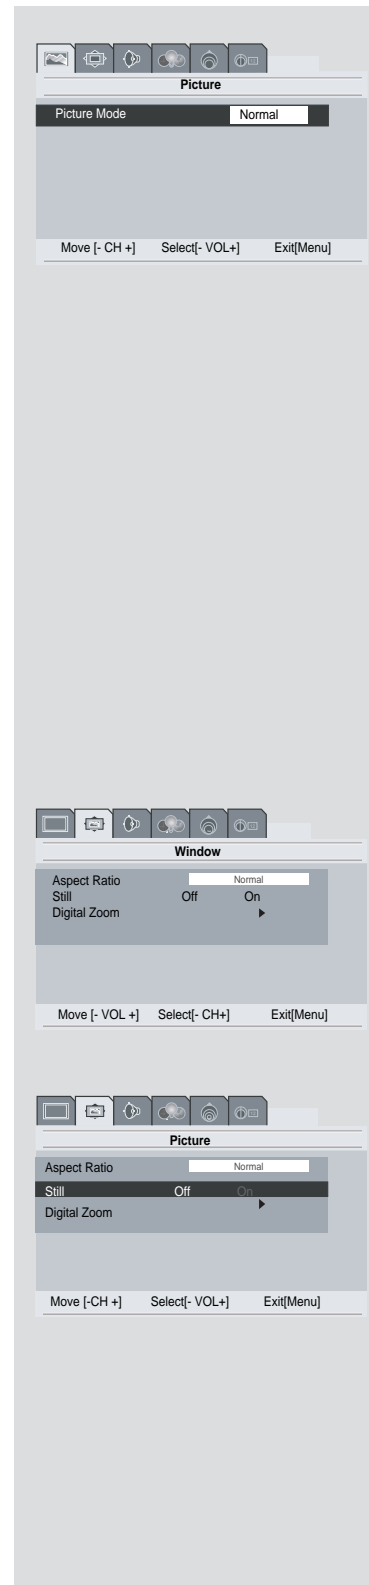 Picture
Picture Mode Normal
Move [- CH +] Select[- VOL+] Exit[Menu]
Window
Aspect Ratio Normal
Still Off On
Digital Zoom
Move [- VOL +] Select[- CH+] Exit[Menu]
Picture
Aspect Ratio Normal
Still Off On
Digital Zoom
Move [-CH +] Select[- VOL+] Exit[Menu]